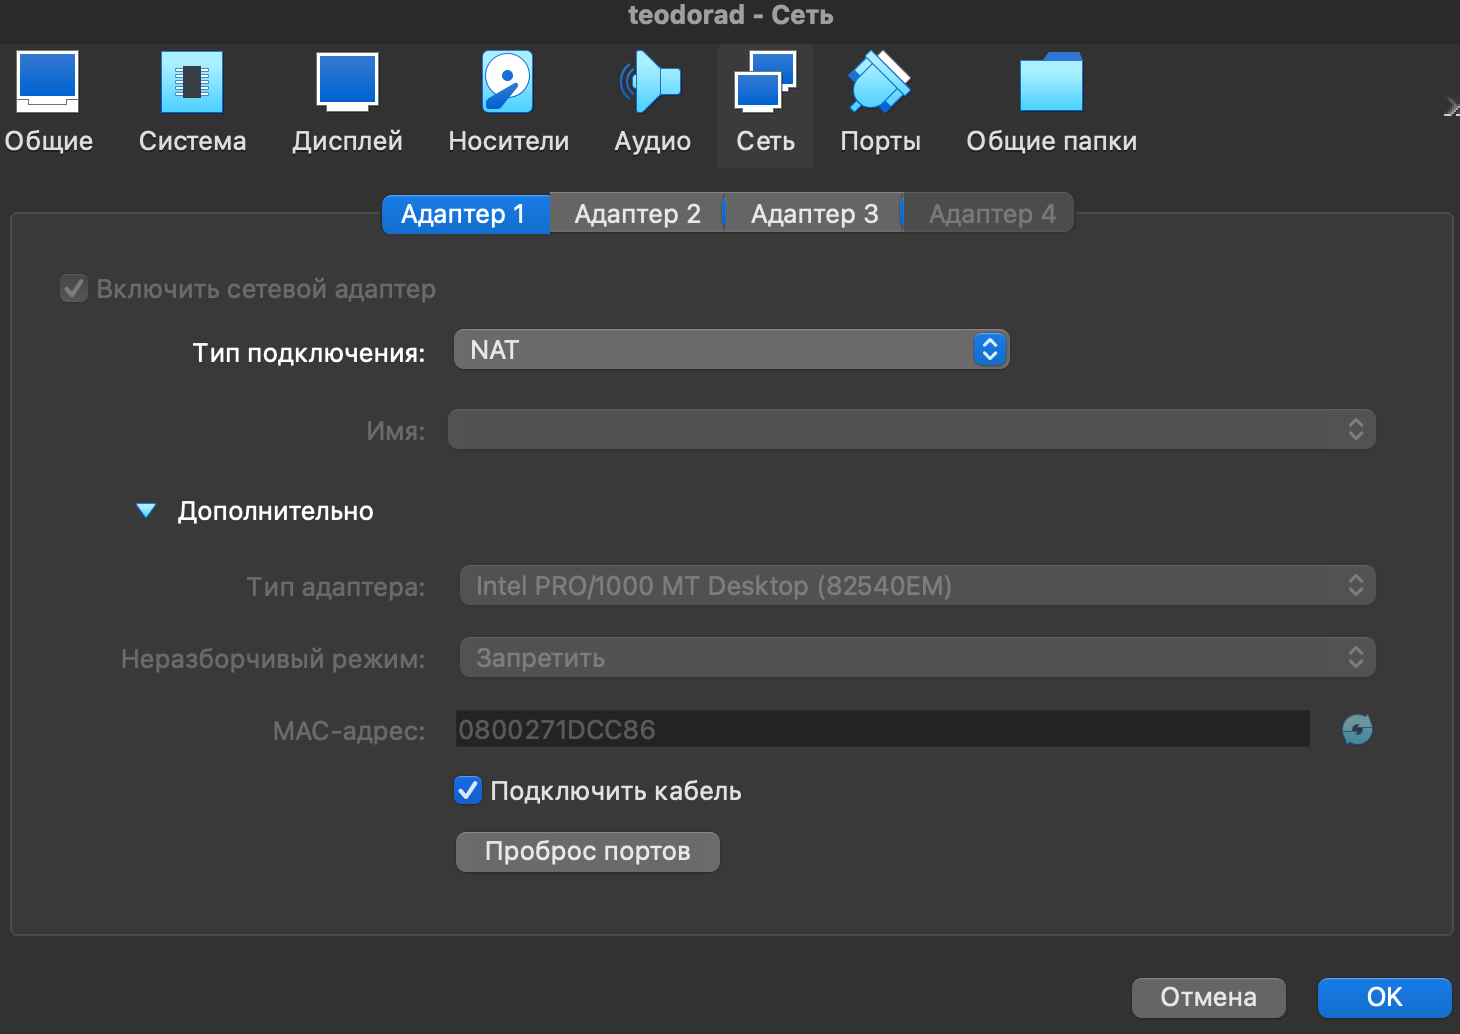 teodorad - Сеть
Общие Система Дисплей Носители Аудио Сеть Порты Общие папки
Адаптер 1 Адаптер 2 Адаптер 3 Адаптер 4
Включить сетевой адаптер
Тип подключения: NAT
Имя:
Дополнительно
Тип адаптера: Intel PRO/1000 MT Desktop (82540EM)
Неразборчивый режим: Запретить
MAC-адрес: 0800271DCC86
Подключить кабель
Проброс портов
Отмена OK